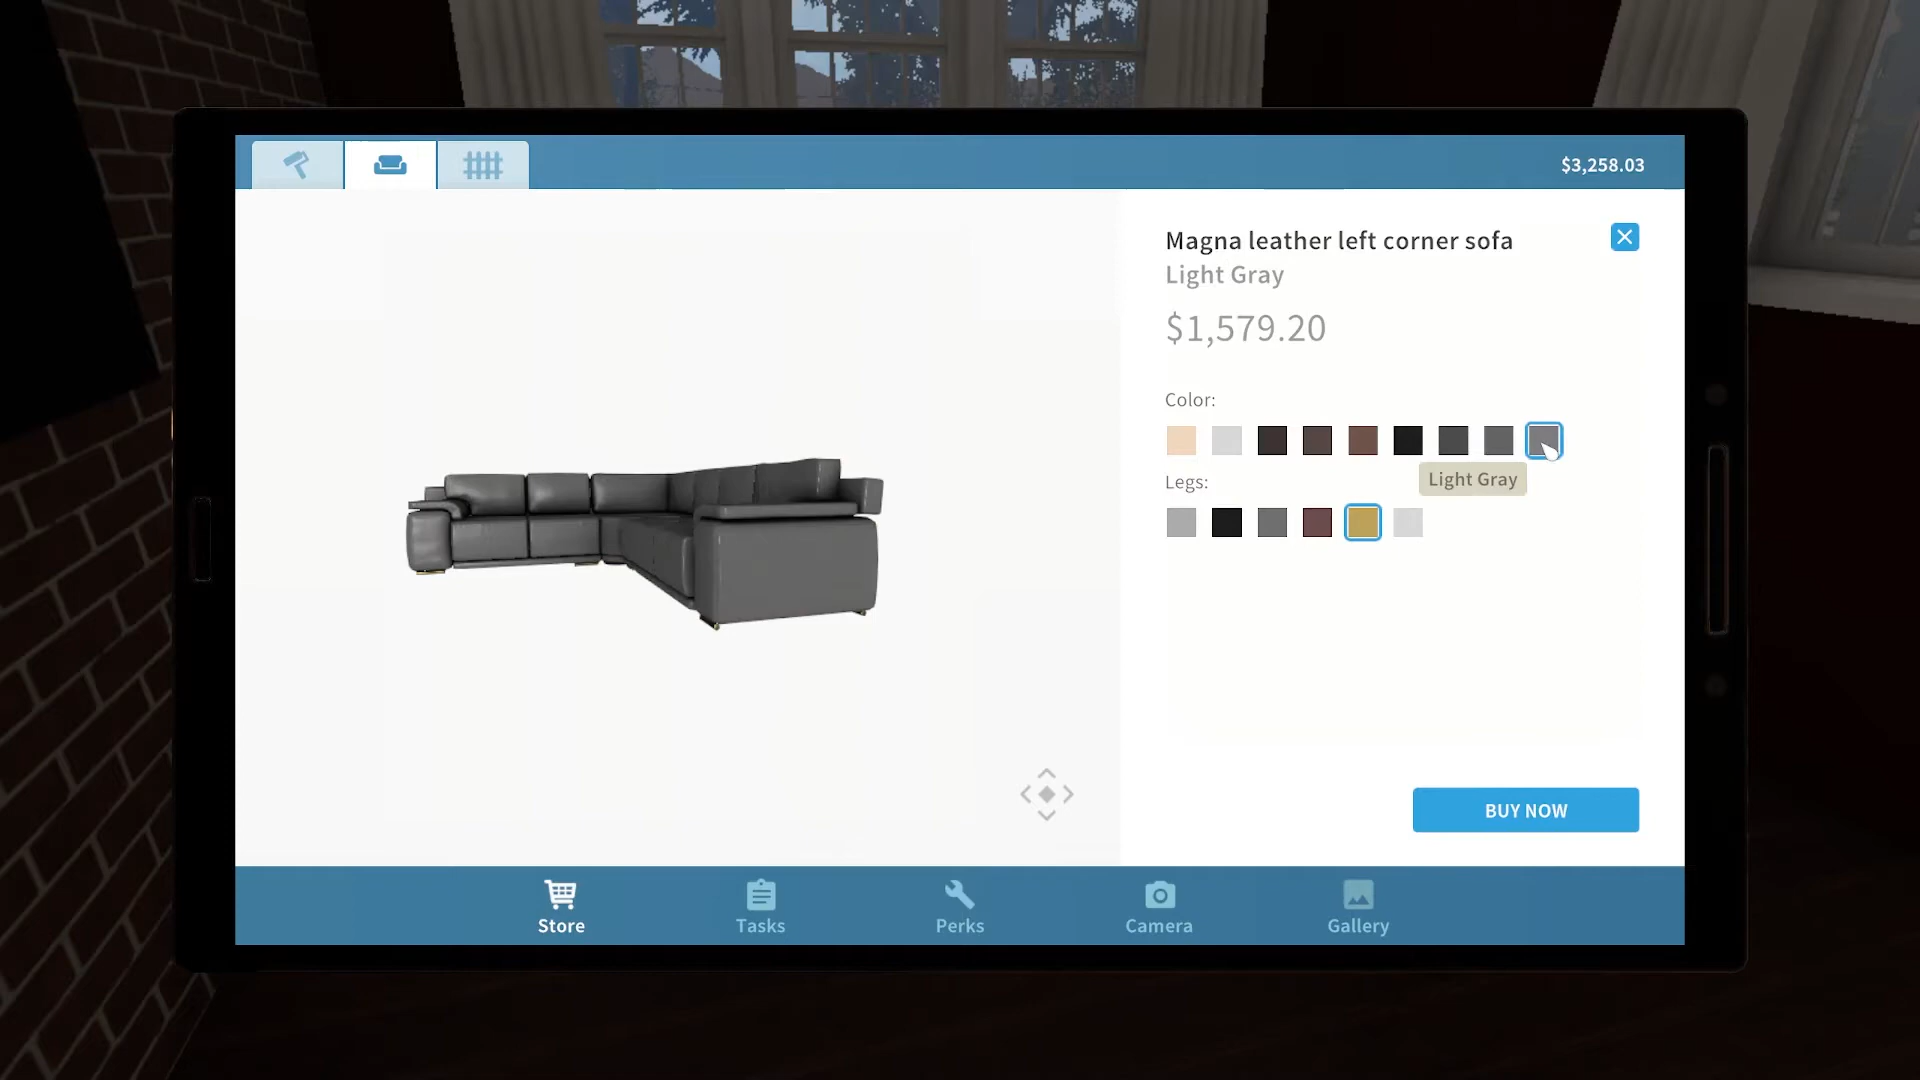 $3,258.03
Magna leather left corner sofa
Light Gray
$1,579.20
Color:
Light Gray
Legs:
BUY NOW
Store
Tasks
Perks
Camera
Gallery